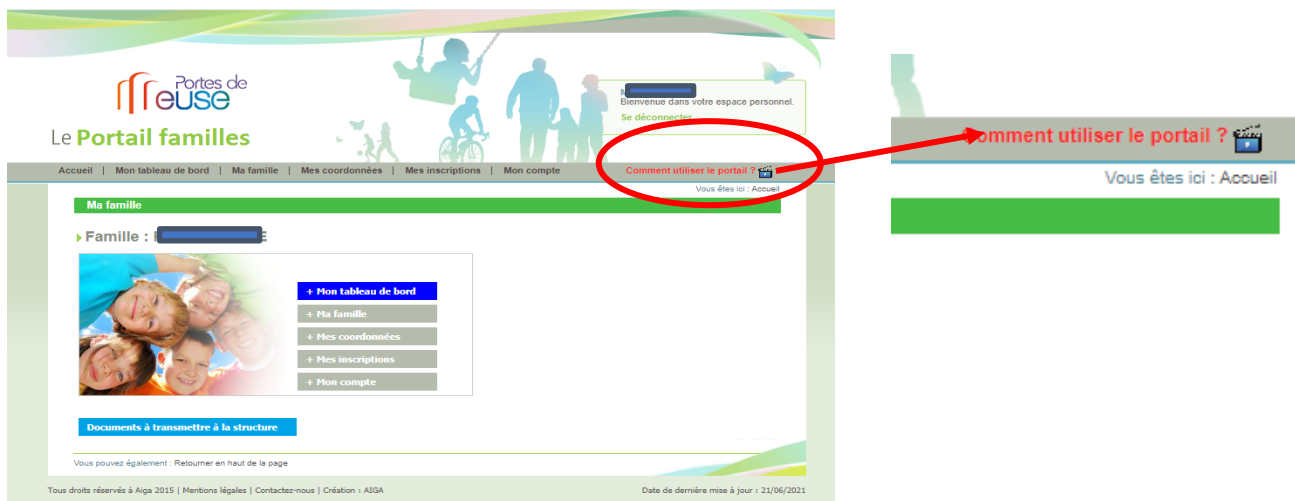 Portes de
Meuse
Le Portail familles
Bienvenue dans votre espace personnel.
Se déconnecter
Accueil | Mon tableau de bord | Ma famille | Mes coordonnées | Mes inscriptions | Mon compte
Comment utiliser le portail ?
Vous êtes ici : Accueil
Ma famille
Famille :
+ Mon tableau de bord
+ Ma famille
+ Mes coordonnées
+ Mes inscriptions
+ Mon compte
Documents à transmettre à la structure
Vous pouvez également : Retourner en haut de la page
Tous droits réservés à Aiga 2015 | Mentions légales | Contactez-nous | Création : AIGA
Date de dernière mise à jour : 21/06/2021
Comment utiliser le portail ?
Vous êtes ici : Accueil